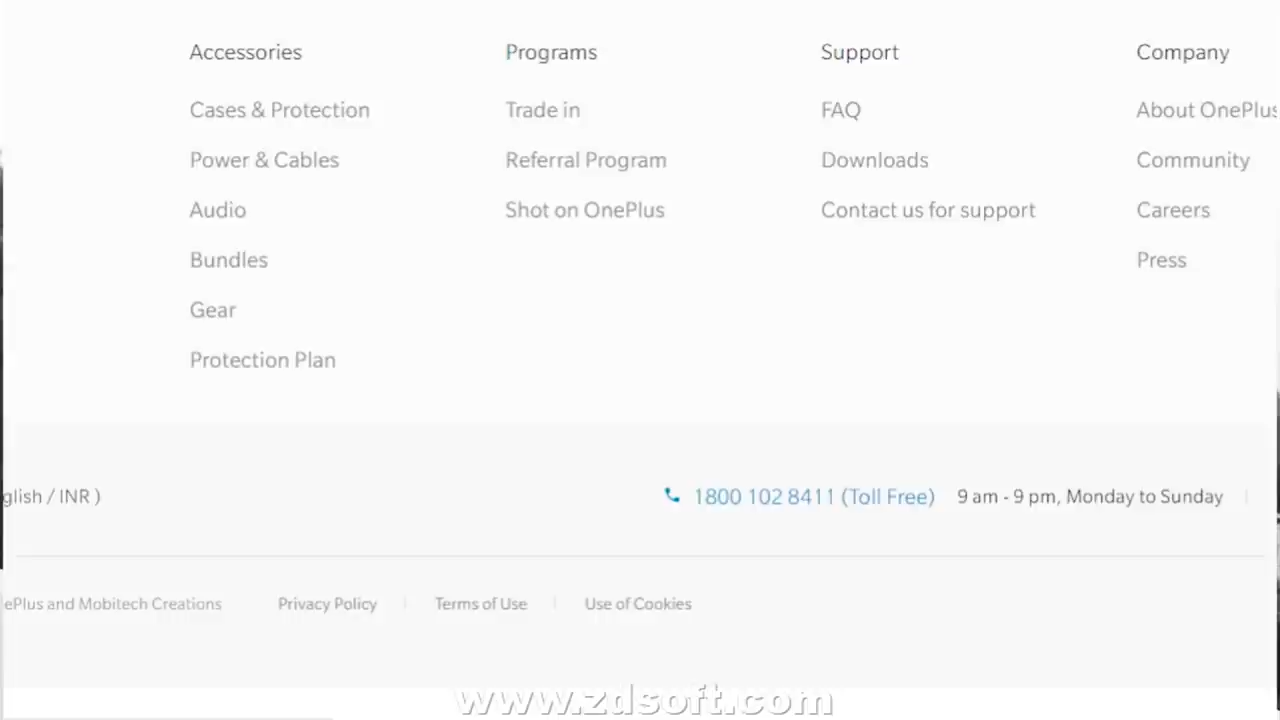 Accessories
Cases & Protection
Power & Cables
Audio
Bundles
Gear
Protection Plan
Programs
Trade in
Referral Program
Shot on OnePlus
Support
FAQ
Downloads
Contact us for support
Company
About OnePlus
Community
Careers
Press
glish / INR )
1800 102 8411 (Toll Free)
9 am - 9 pm, Monday to Sunday
ePlus and Mobitech Creations
Privacy Policy
Terms of Use
Use of Cookies
www.zdsoft.com